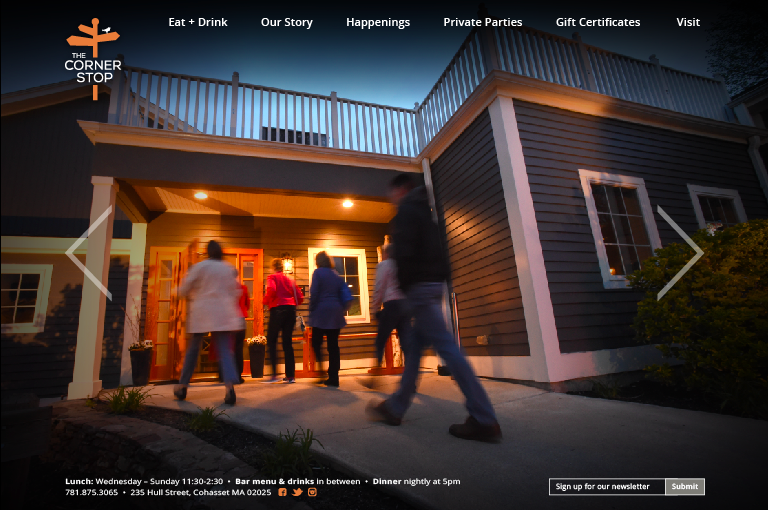 Eat + Drink Our Story Happenings Private Parties Gift Certificates Visit
THE
CORNER
STOP
Lunch: Wednesday – Sunday 11:30-2:30 • Bar menu & drinks in between • Dinner nightly at 5pm
781.875.3065 • 235 Hull Street, Cohasset MA 02025
Sign up for our newsletter Submit